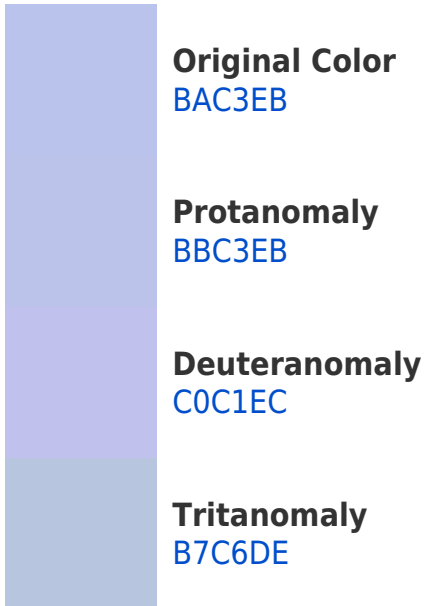 Original Color
BAC3EB
Protanomaly
BBC3EB
Deuteranomaly
C0C1EC
Tritanomaly
B7C6DE